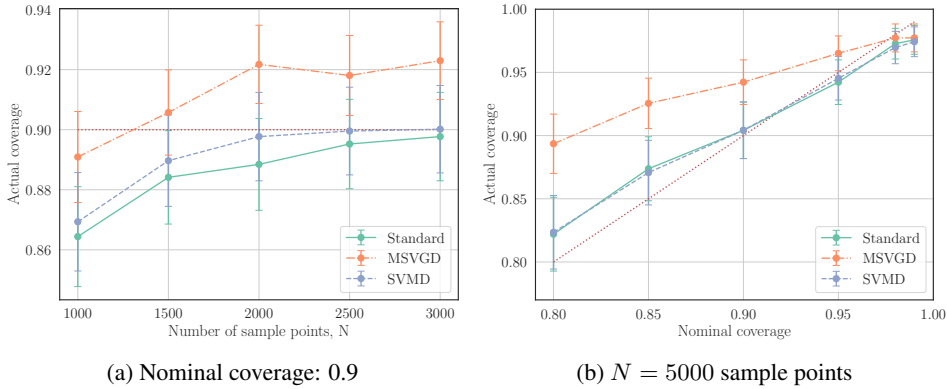 0.94
0.92
0.90
0.88
0.86
Actual coverage
1000
1500
2000
2500
3000
Number of sample points, N
Standard
MSVGD
SVMD
(a) Nominal coverage: 0.9
1.00
0.95
0.90
0.85
0.80
Actual coverage
0.80
0.85
0.90
0.95
1.00
Nominal coverage
Standard
MSVGD
SVMD
(b) N = 5000 sample points